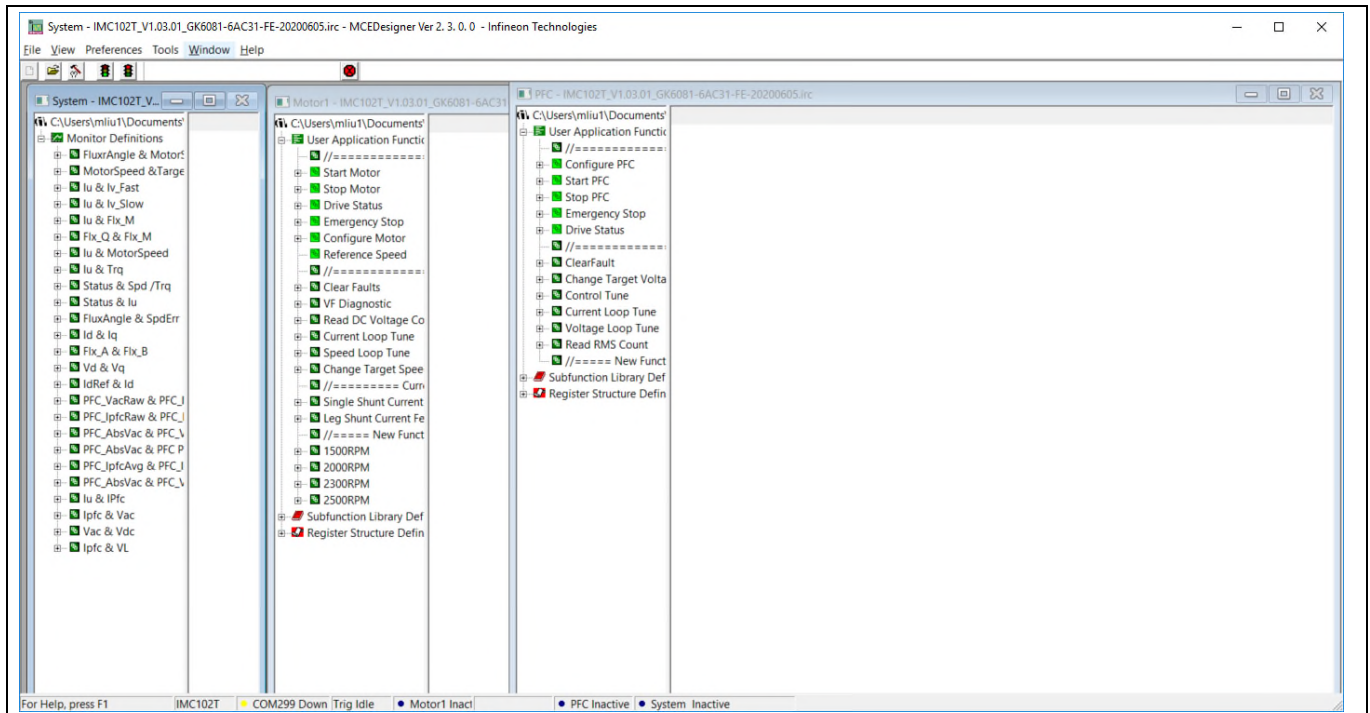 System - IMC102T_V1.03.01_GK6081-6AC31-FE-20200605.irc - MCEDesigner Ver 2. 3. 0. 0 - Infineon Technologies
File View Preferences Tools Window Help
System - IMC102T_V...
C:\Users\mliu1\Documents'
Monitor Definitions
FluxrAngle & MotorS
MotorSpeed &Targe
Iu & Iv_Fast
Iu & Iv_Slow
Iu & Flx_M
Flx_Q & Flx_M
Iu & MotorSpeed
Iu & Trq
Status & Spd /Trq
Status & Iu
FluxAngle & SpdErr
Id & Iq
Flx_A & Flx_B
Vd & Vq
IdRef & Id
PFC_VacRaw & PFC_I
PFC_IpfcRaw & PFC_I
PFC_AbsVac & PFC_V
PFC_AbsVac & PFC P
PFC_IpfcAvg & PFC_I
PFC_AbsVac & PFC_V
Iu & IPfc
Ipfc & Vac
Vac & Vdc
Ipfc & VL
Motor1 - IMC102T_V1.03.01_GK6081-6AC31
C:\Users\mliu1\Documents'
User Application Functic
//============
Start Motor
Stop Motor
Drive Status
Emergency Stop
Configure Motor
Reference Speed
//============
Clear Faults
VF Diagnostic
Read DC Voltage Co
Current Loop Tune
Speed Loop Tune
Change Target Spee
//========= Curre
Single Shunt Current
Leg Shunt Current Fe
//===== New Funct
1500RPM
2000RPM
2300RPM
2500RPM
Subfunction Library Def
Register Structure Defin
PFC - IMC102T_V1.03.01_GK6081-6AC31-FE-20200605.irc
C:\Users\mliu1\Documents'
User Application Functic
//============
Configure PFC
Start PFC
Stop PFC
Emergency Stop
Drive Status
//============
ClearFault
Change Target Volta
Control Tune
Current Loop Tune
Voltage Loop Tune
Read RMS Count
//===== New Funct
Subfunction Library Def
Register Structure Defin
For Help, press F1 IMC102T COM299 Down Trig Idle Motor1 Inact PFC Inactive System Inactive